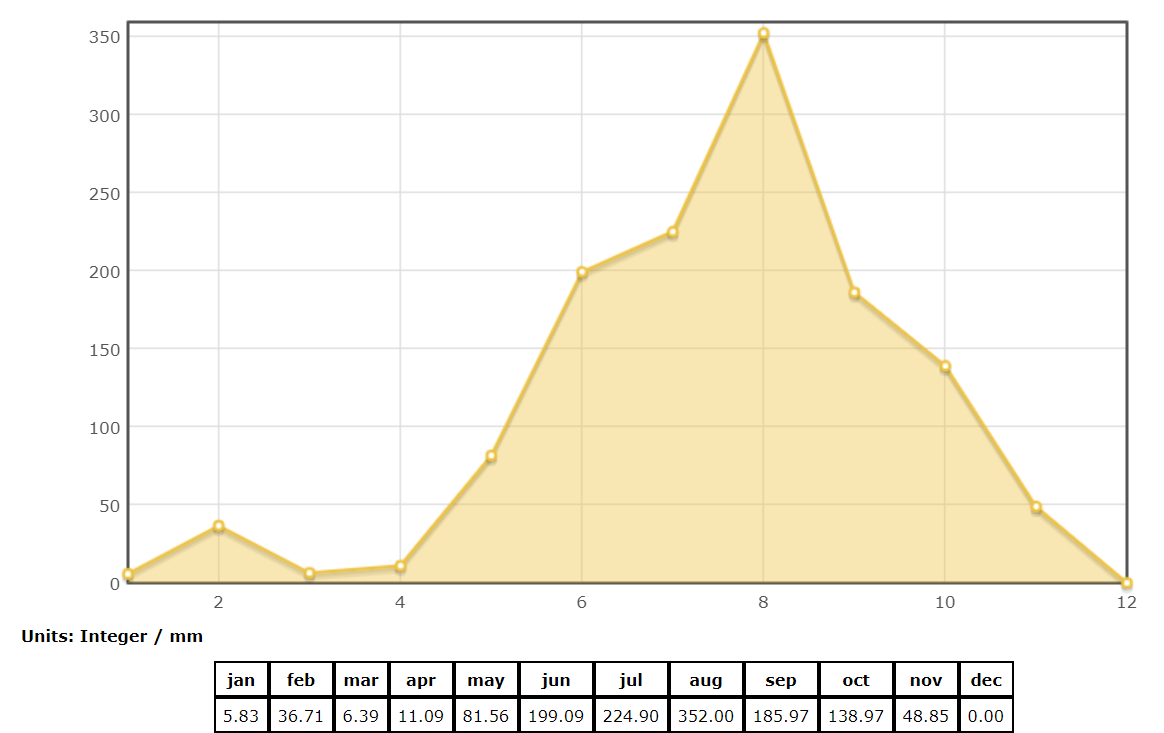 350
300
250
200
150
100
50
0
2 4 6 8 10 12
Units: Integer / mm
jan feb mar apr may jun jul aug sep oct nov dec
5.83 36.71 6.39 11.09 81.56 199.09 224.90 352.00 185.97 138.97 48.85 0.00